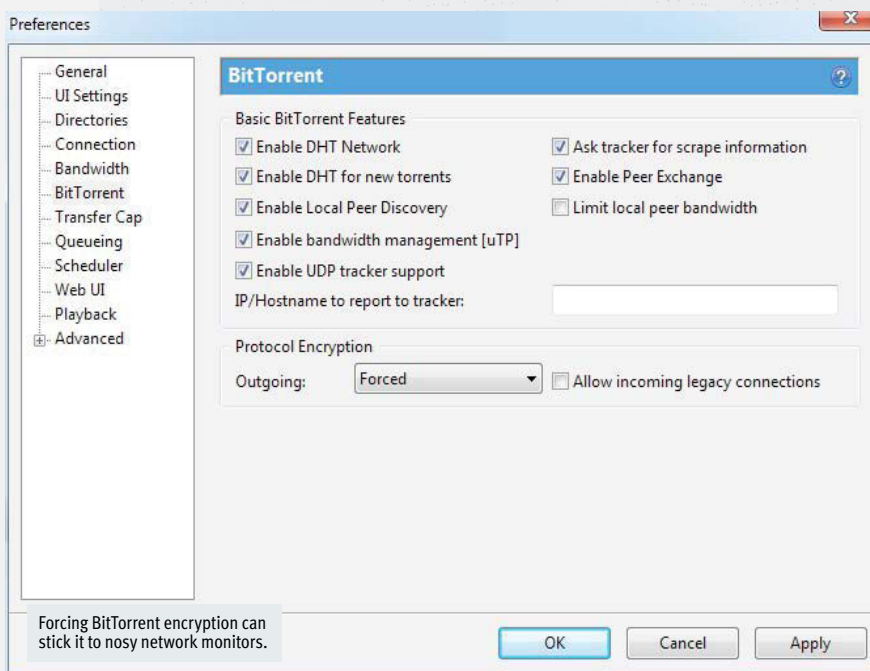 Preferences
X
General
UI Settings
Directories
Connection
Bandwidth
BitTorrent
Transfer Cap
Queueing
Scheduler
Web UI
Playback
Advanced
BitTorrent
?
Basic BitTorrent Features
Enable DHT Network
Ask tracker for scrape information
Enable DHT for new torrents
Enable Peer Exchange
Enable Local Peer Discovery
Limit local peer bandwidth
Enable bandwidth management [uTP]
Enable UDP tracker support
IP/Hostname to report to tracker:
Protocol Encryption
Outgoing:
Forced
Allow incoming legacy connections
Forcing BitTorrent encryption can
stick it to nosy network monitors.
OK
Cancel
Apply